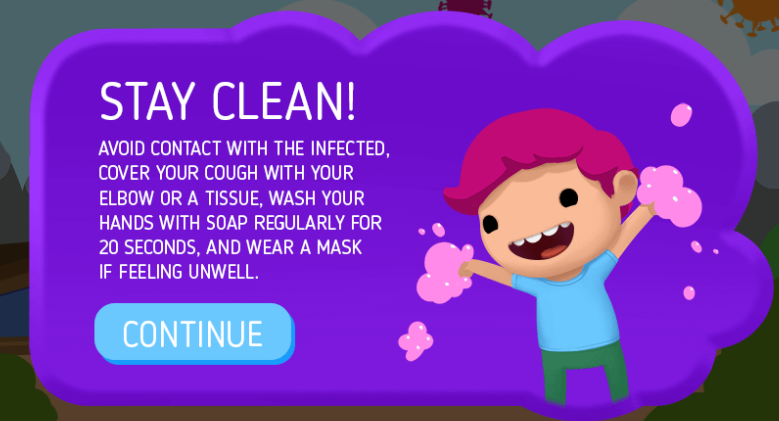 STAY CLEAN!
AVOID CONTACT WITH THE INFECTED,
COVER YOUR COUGH WITH YOUR
ELBOW OR A TISSUE, WASH YOUR
HANDS WITH SOAP REGULARLY FOR
20 SECONDS, AND WEAR A MASK
IF FEELING UNWELL.
CONTINUE